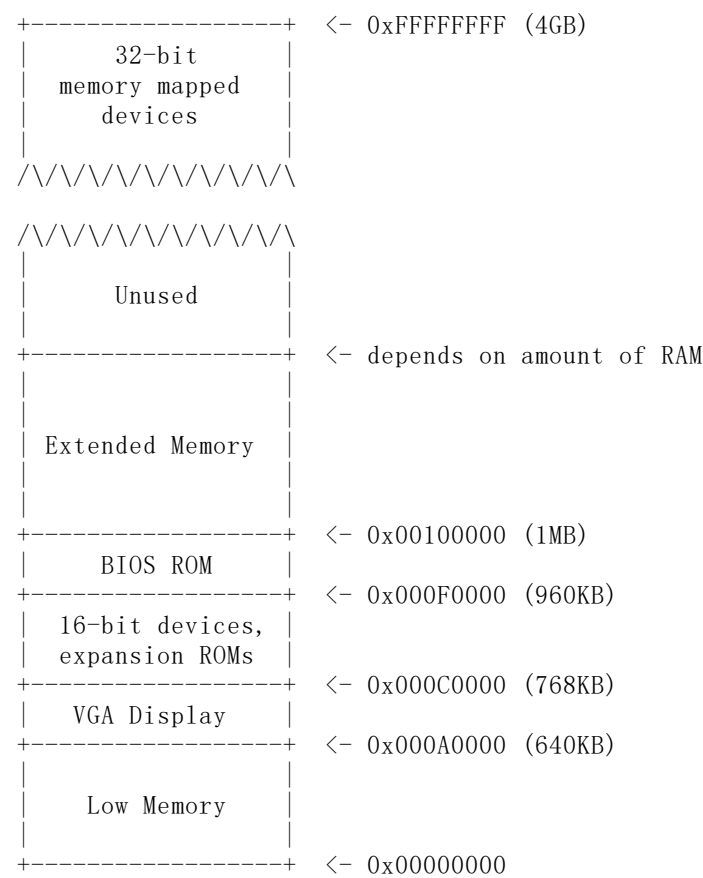 +------------------+  <- 0xFFFFFFFF (4GB)
|      32-bit      |
|  memory mapped   |
|     devices      |
|                  |
/\/\/\/\/\/\/\/\/\/\

/\/\/\/\/\/\/\/\/\/\
|                  |
|      Unused      |
|                  |
+------------------+  <- depends on amount of RAM
|                  |
|                  |
| Extended Memory  |
|                  |
|                  |
+------------------+  <- 0x00100000 (1MB)
|     BIOS ROM     |
+------------------+  <- 0x000F0000 (960KB)
|  16-bit devices, |
|  expansion ROMs  |
+------------------+  <- 0x000C0000 (768KB)
|   VGA Display    |
+------------------+  <- 0x000A0000 (640KB)
|                  |
|    Low Memory    |
|                  |
+------------------+  <- 0x00000000